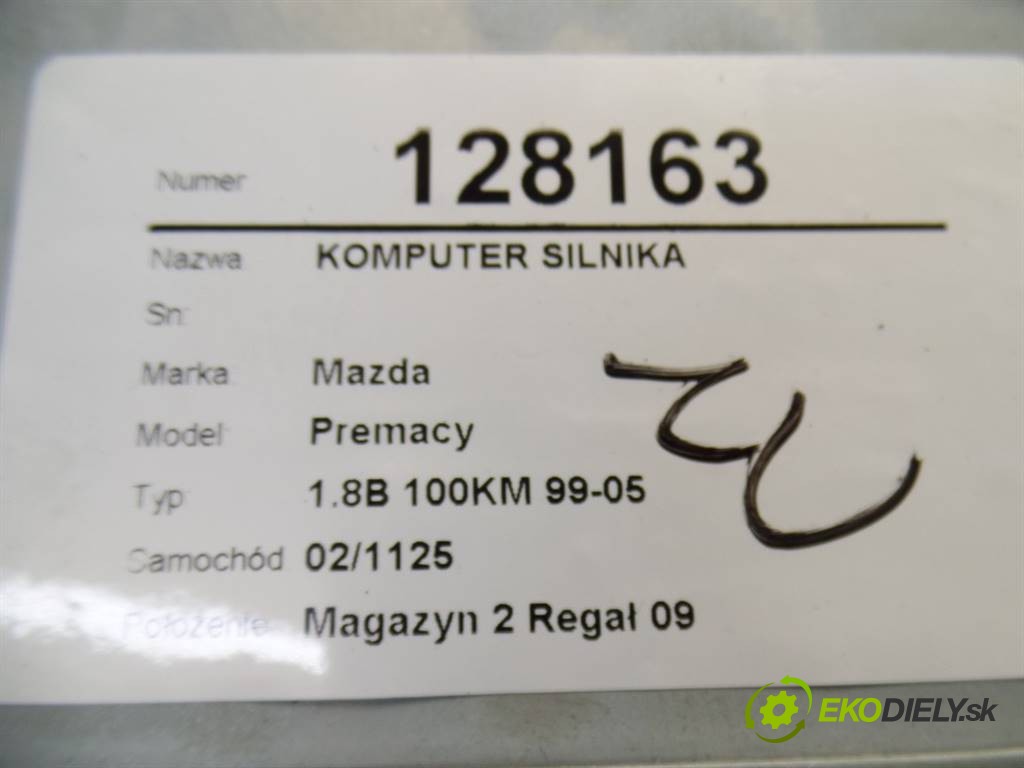 Numer 128163
Nazwa KOMPUTER SILNIKA
Sn:
Marka Mazda
Model Premacy
Typ 1.8B 100KM 99-05
Samochód 02/1125
Położenie Magazyn 2 Regał 09
EKODIELY.sk